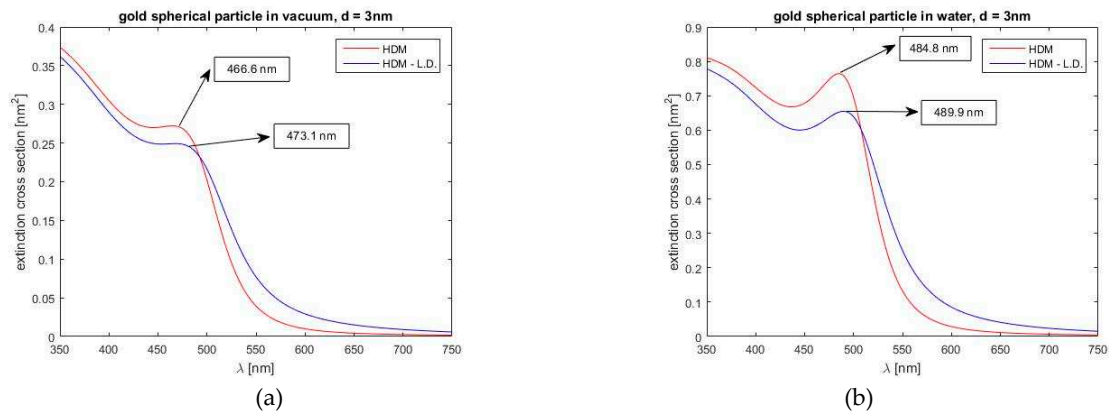 gold spherical particle in vacuum, d = 3nm
extinction cross section [nm²]
0.4
0.35
0.3
0.25
0.2
0.15
0.1
0.05
0
HDM
HDM - L.D.
466.6 nm
473.1 nm
350 400 450 500 550 600 650 700 750
λ [nm]
(a)
gold spherical particle in water, d = 3nm
extinction cross section [nm²]
0.9
0.8
0.7
0.6
0.5
0.4
0.3
0.2
0.1
0
HDM
HDM - L.D.
484.8 nm
489.9 nm
350 400 450 500 550 600 650 700 750
λ [nm]
(b)